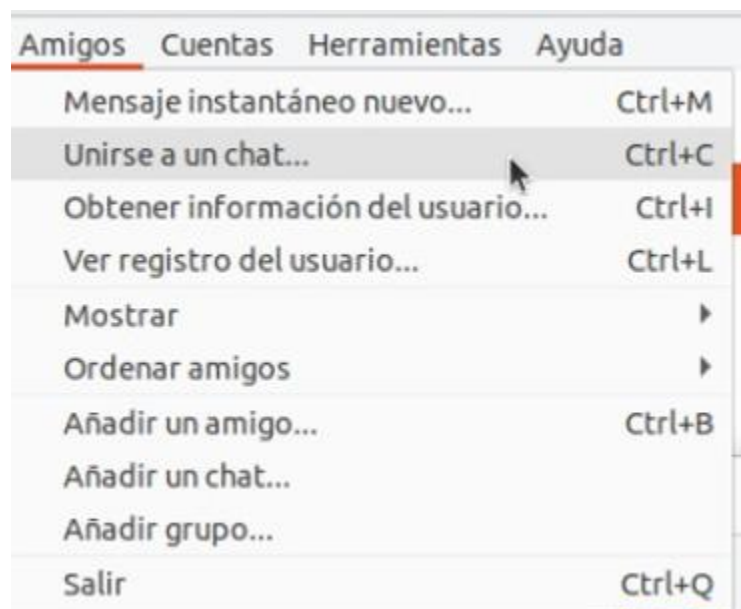 Amigos Cuentas Herramientas Ayuda
Mensaje instantáneo nuevo... Ctrl+M
Unirse a un chat... Ctrl+C
Obtener información del usuario... Ctrl+I
Ver registro del usuario... Ctrl+L
Mostrar
Ordenar amigos
Añadir un amigo... Ctrl+B
Añadir un chat...
Añadir grupo...
Salir Ctrl+Q